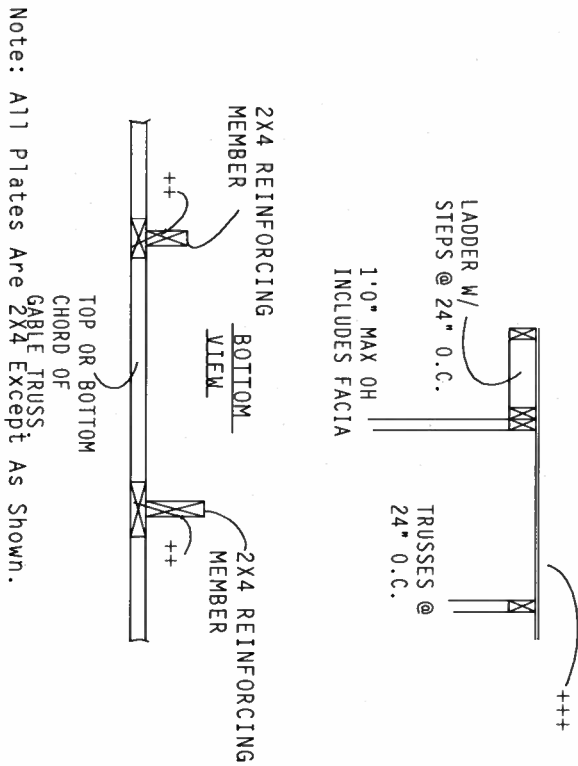 +++
LADDER W/
STEPS @ 24" O.C.
TRUSSES @
24" O.C.
1'0" MAX OH
INCLUDES FACIA
2X4 REINFORCING
MEMBER
BOTTOM
VIEW
2X4 REINFORCING
MEMBER
++
++
TOP OR BOTTOM
CHORD OF
GABLE TRUSS.
Note: All Plates Are 2X4 Except As Shown.